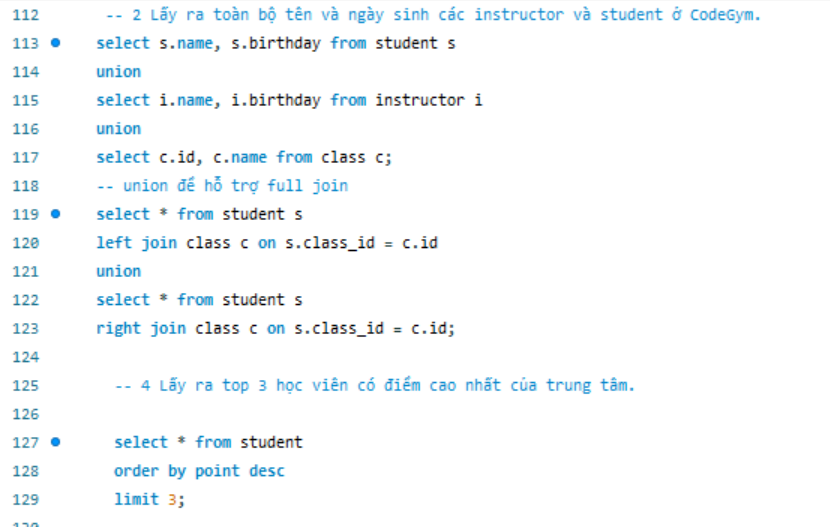 112 -- 2 Lấy ra toàn bộ tên và ngày sinh các instructor và student ở CodeGym.
113 select s.name, s.birthday from student s
114 union
115 select i.name, i.birthday from instructor i
116 union
117 select c.id, c.name from class c;
118 -- union để hỗ trợ full join
119 select * from student s
120 left join class c on s.class_id = c.id
121 union
122 select * from student s
123 right join class c on s.class_id = c.id;
124
125 -- 4 Lấy ra top 3 học viên có điểm cao nhất của trung tâm.
126
127 select * from student
128 order by point desc
129 limit 3;